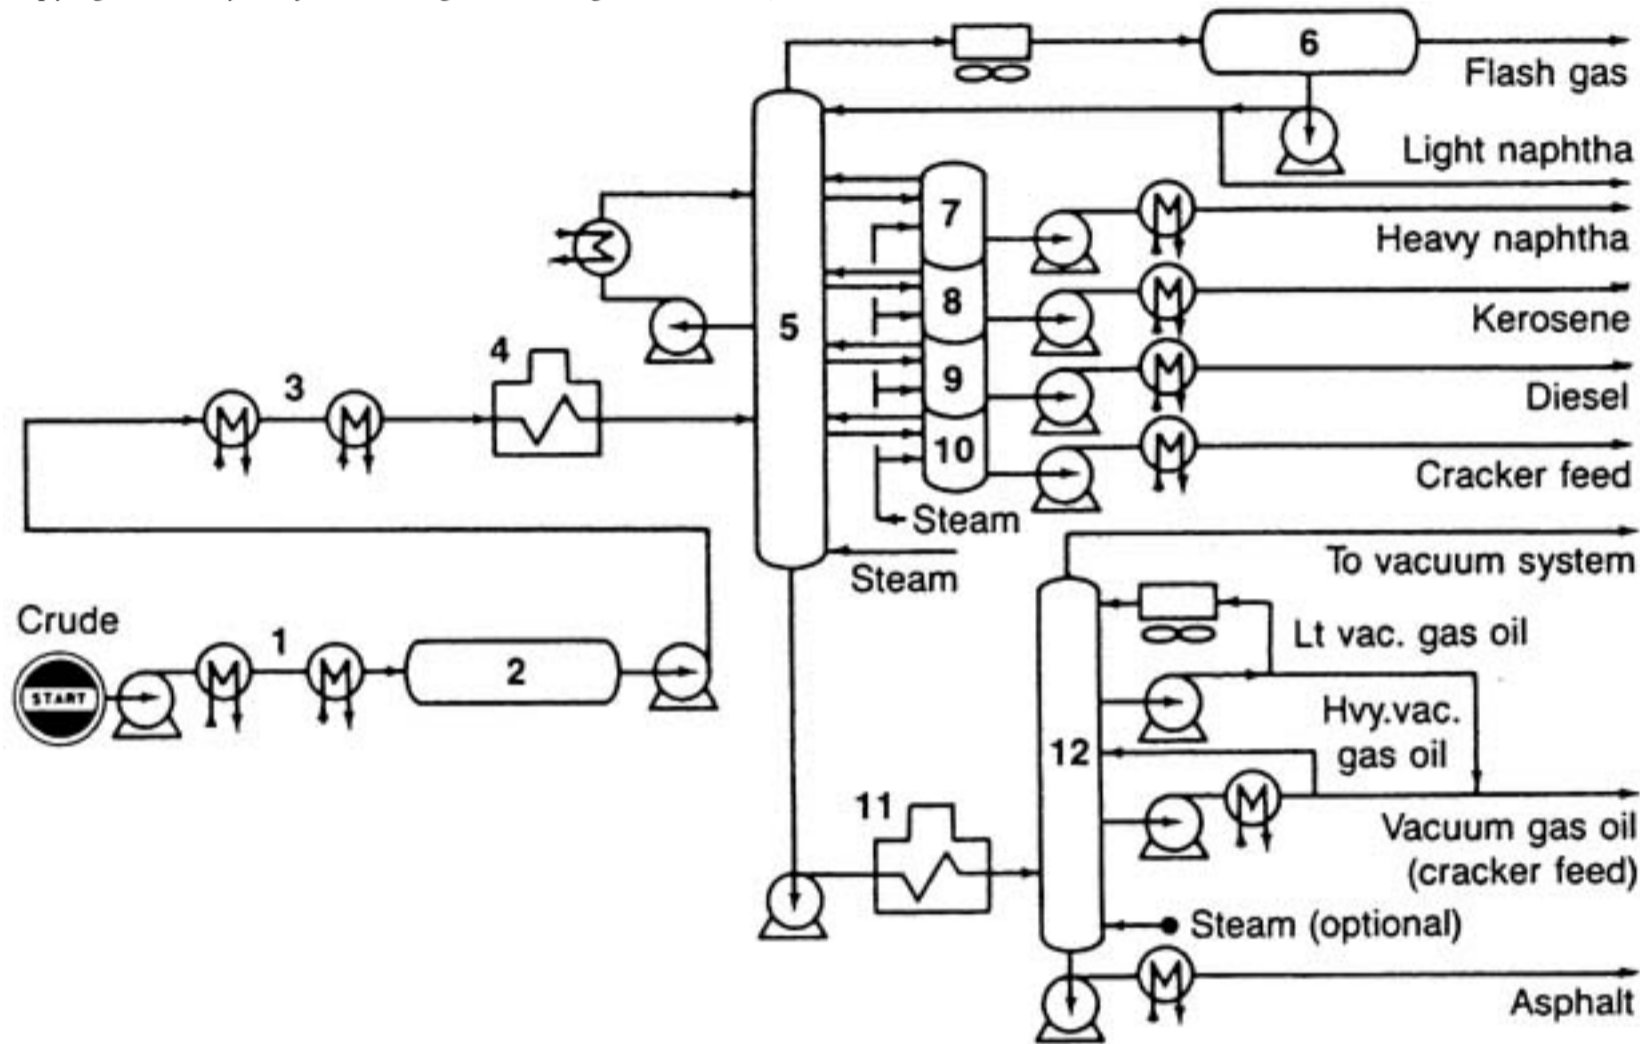 6
Flash gas
Light naphtha
7
Heavy naphtha
8
Kerosene
5
4
9
Diesel
3
10
Cracker feed
Steam
To vacuum system
Steam
Crude
1
Lt vac. gas oil
2
START
Hvy.vac.
gas oil
12
11
Vacuum gas oil
(cracker feed)
Steam (optional)
Asphalt